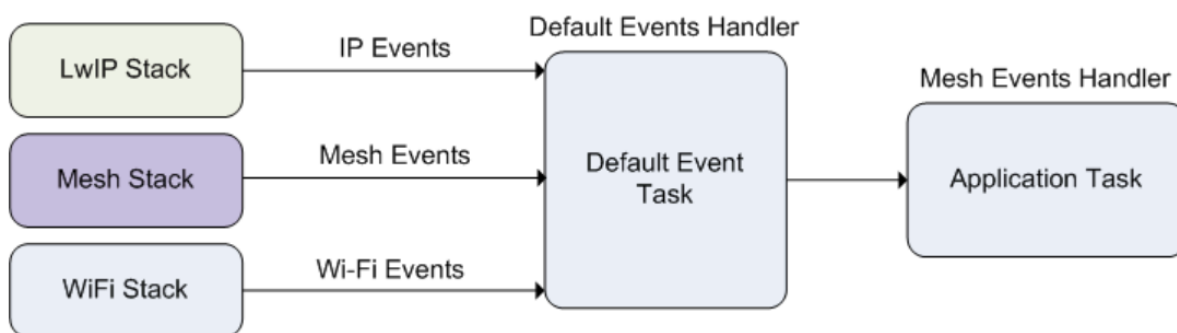 Default Events Handler
LwIP Stack
IP Events
Mesh Events Handler
Mesh Stack
Mesh Events
Default Event
Task
Application Task
WiFi Stack
Wi-Fi Events